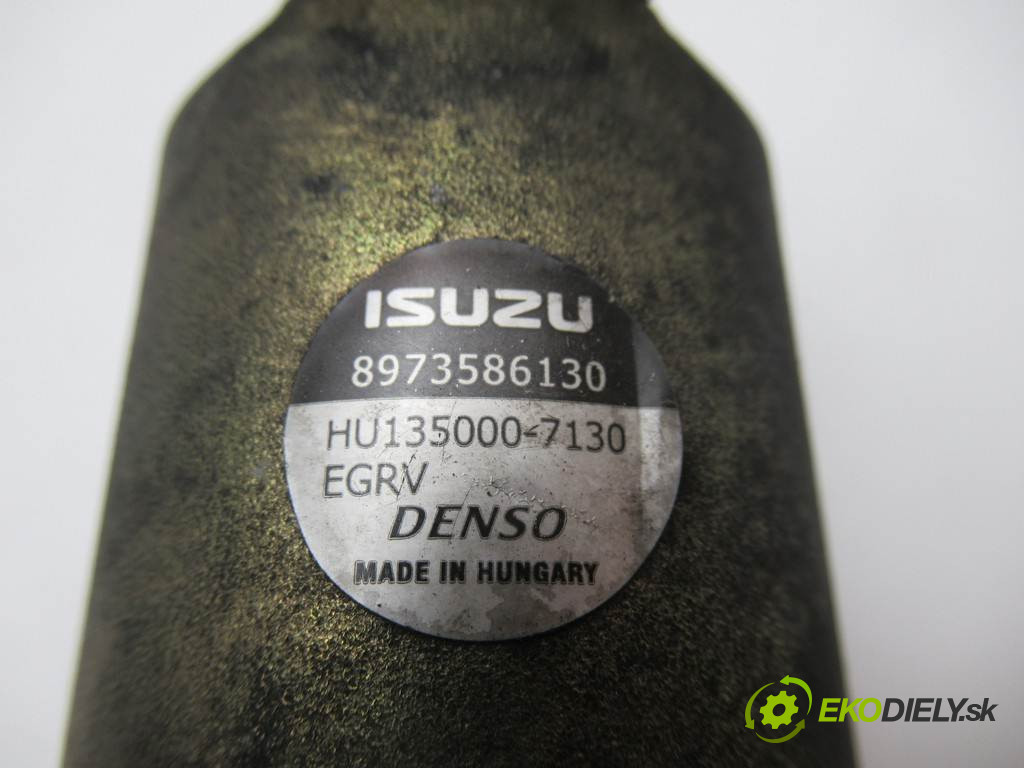 ISUZU
8973586130
HU135000-7130
EGRV
DENSO
MADE IN HUNGARY
EKODIELY.sk